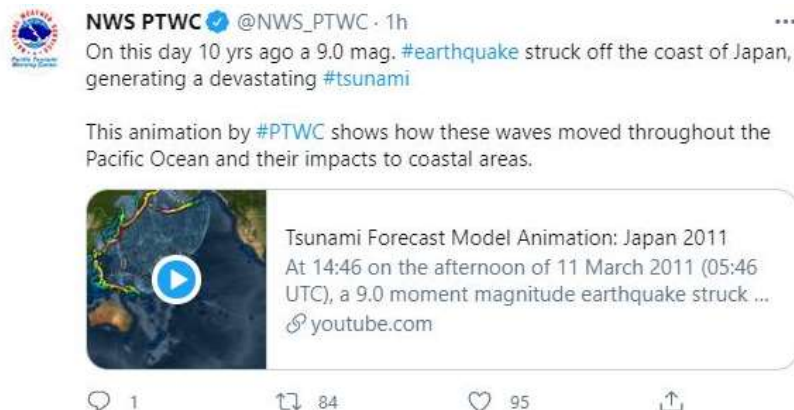 NWS PTWC @NWS_PTWC · 1h
On this day 10 yrs ago a 9.0 mag. #earthquake struck off the coast of Japan,
generating a devastating #tsunami
This animation by #PTWC shows how these waves moved throughout the
Pacific Ocean and their impacts to coastal areas.
Tsunami Forecast Model Animation: Japan 2011
At 14:46 on the afternoon of 11 March 2011 (05:46
UTC), a 9.0 moment magnitude earthquake struck ...
youtube.com
1 84 95